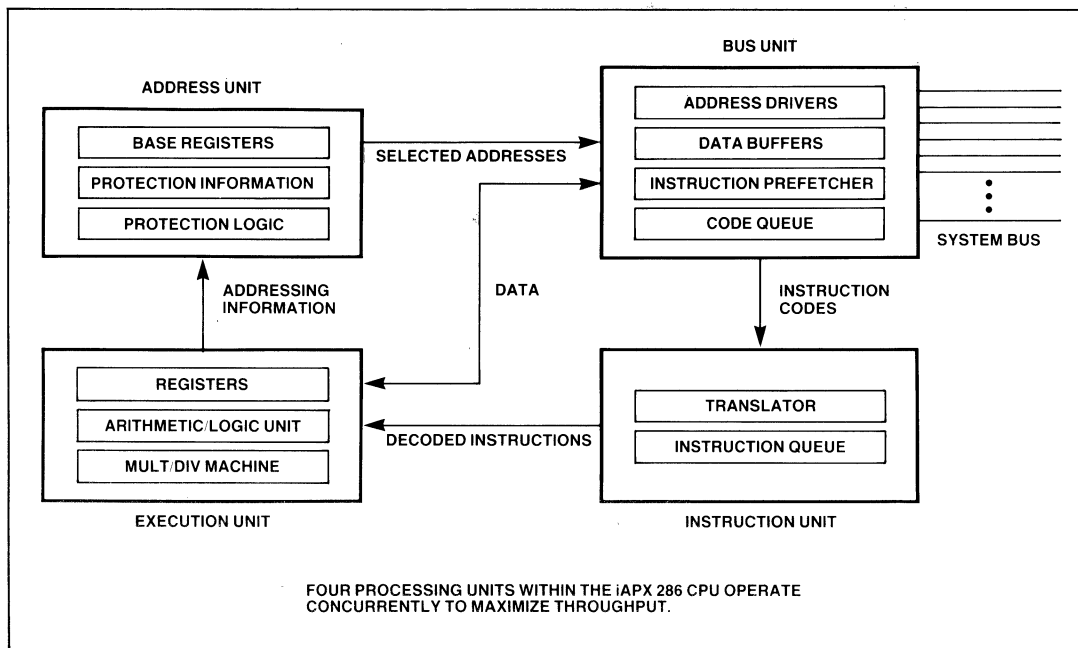 ADDRESS UNIT
BASE REGISTERS
PROTECTION INFORMATION
PROTECTION LOGIC
SELECTED ADDRESSES
BUS UNIT
ADDRESS DRIVERS
DATA BUFFERS
INSTRUCTION PREFETCHER
CODE QUEUE
SYSTEM BUS
ADDRESSING
INFORMATION
DATA
INSTRUCTION
CODES
REGISTERS
ARITHMETIC/LOGIC UNIT
MULT/DIV MACHINE
EXECUTION UNIT
DECODED INSTRUCTIONS
TRANSLATOR
INSTRUCTION QUEUE
INSTRUCTION UNIT
FOUR PROCESSING UNITS WITHIN THE iAPX 286 CPU OPERATE
CONCURRENTLY TO MAXIMIZE THROUGHPUT.